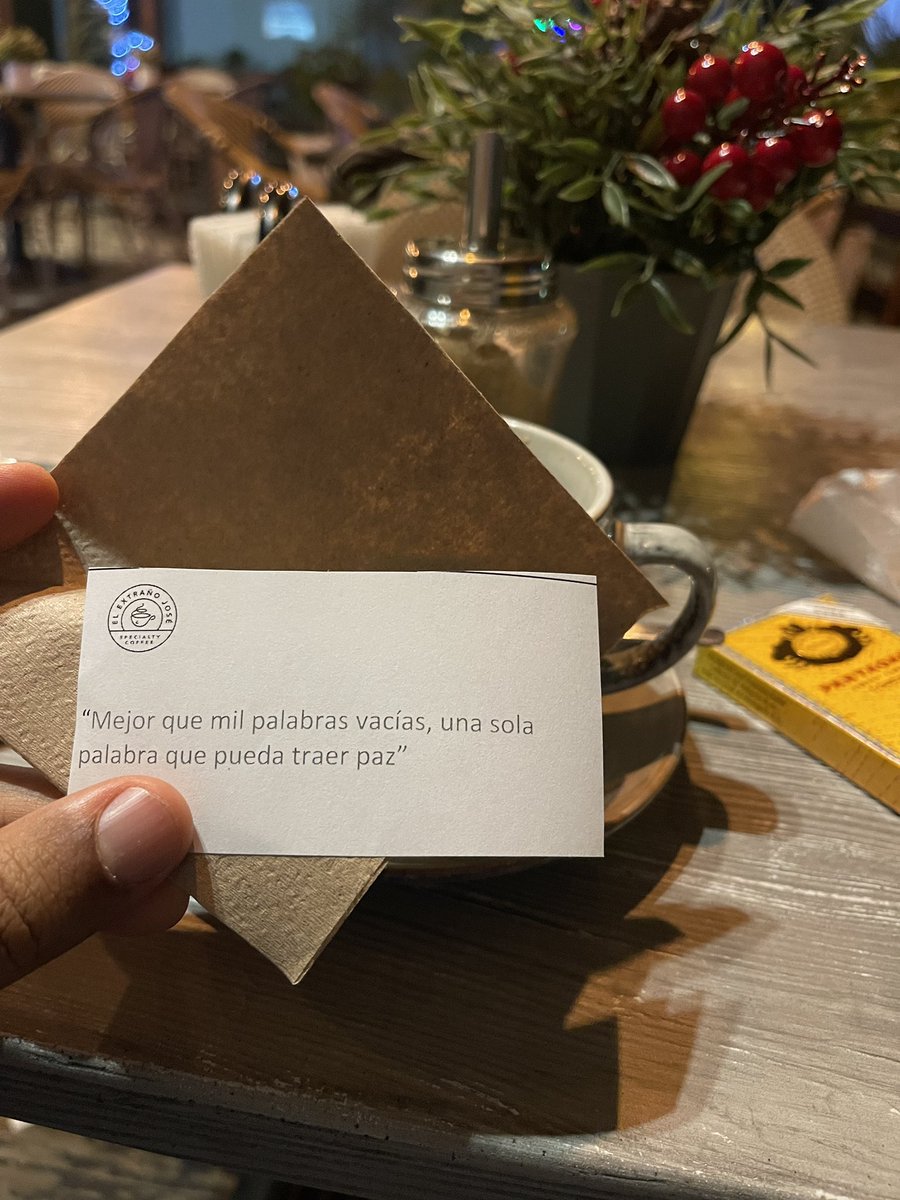 EL EXTRAÑO JOSÉ
SPECIALTY
COFFEE
“Mejor que mil palabras vacías, una sola
palabra que pueda traer paz”